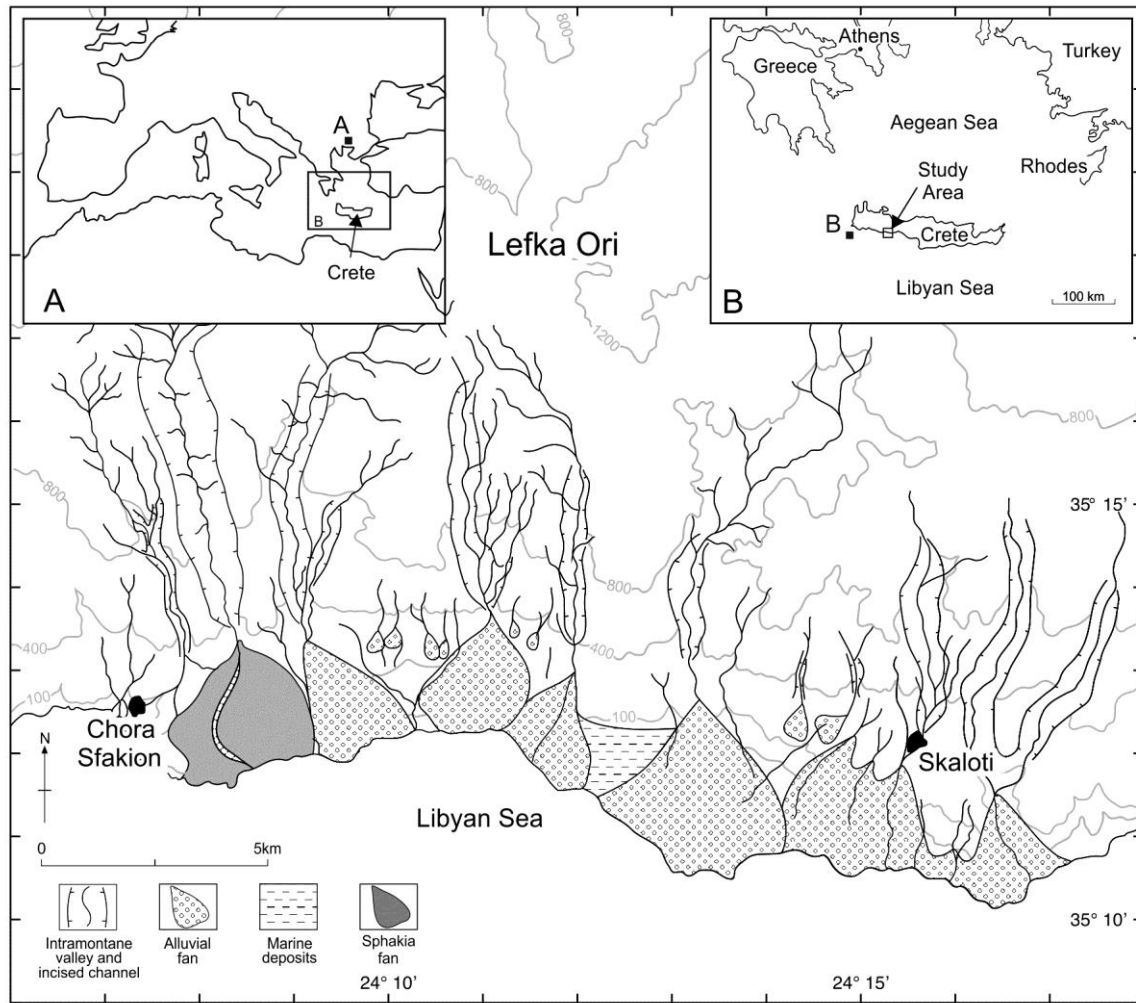 A
B
Crete
A
Athens
Greece
Turkey
Aegean Sea
Rhodes
Study
Area
B
Crete
Libyan Sea
100 km
B
800
800
Lefka Ori
1200
800
800
35° 15'
800
400
400
100
100
Chora
Sfakion
Skaloti
N
Libyan Sea
0
5km
35° 10'
Intramontane
valley and
incised channel
Alluvial
fan
Marine
deposits
Sphakia
fan
24° 10'
24° 15'